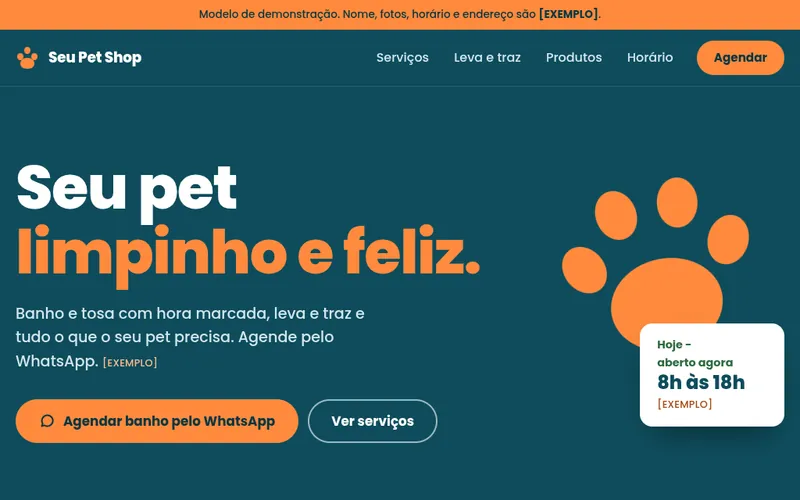 Modelo de demonstração. Nome, fotos, horário e endereço são [EXEMPLO].
Seu Pet Shop
Serviços
Leva e traz
Produtos
Horário
Agendar
Seu pet
limpinho e feliz.
Banho e tosa com hora marcada, leva e traz e
tudo o que o seu pet precisa. Agende pelo
WhatsApp. [EXEMPLO]
Agendar banho pelo WhatsApp
Ver serviços
Hoje -
aberto agora
8h às 18h
[EXEMPLO]